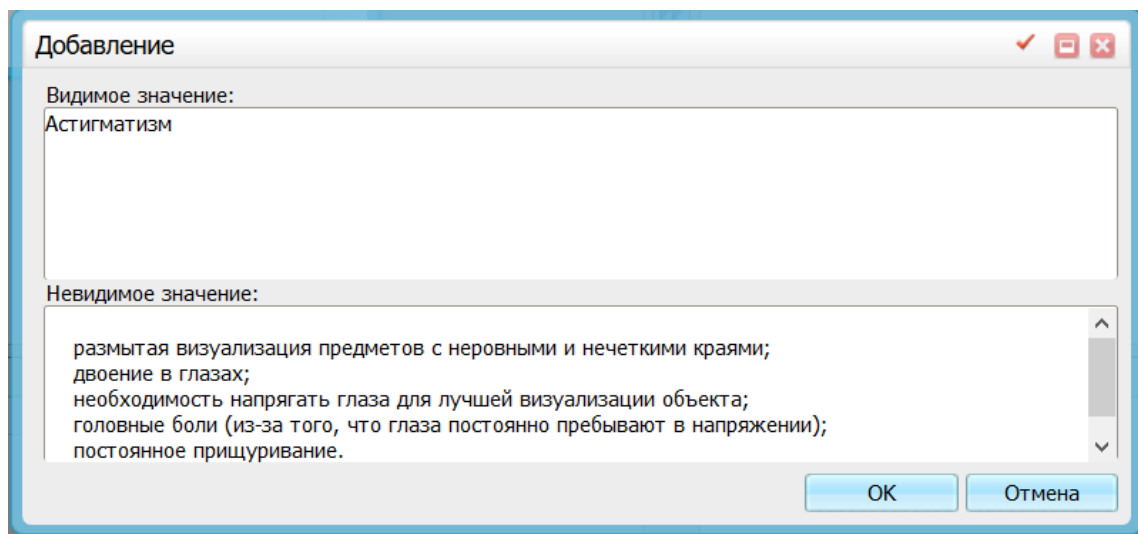 Добавление
Видимое значение:
Астигматизм
Невидимое значение:
размытая визуализация предметов с неровными и нечеткими краями;
двоение в глазах;
необходимость напрягать глаза для лучшей визуализации объекта;
головные боли (из-за того, что глаза постоянно пребывают в напряжении);
постоянное прищуривание.
OK Отмена